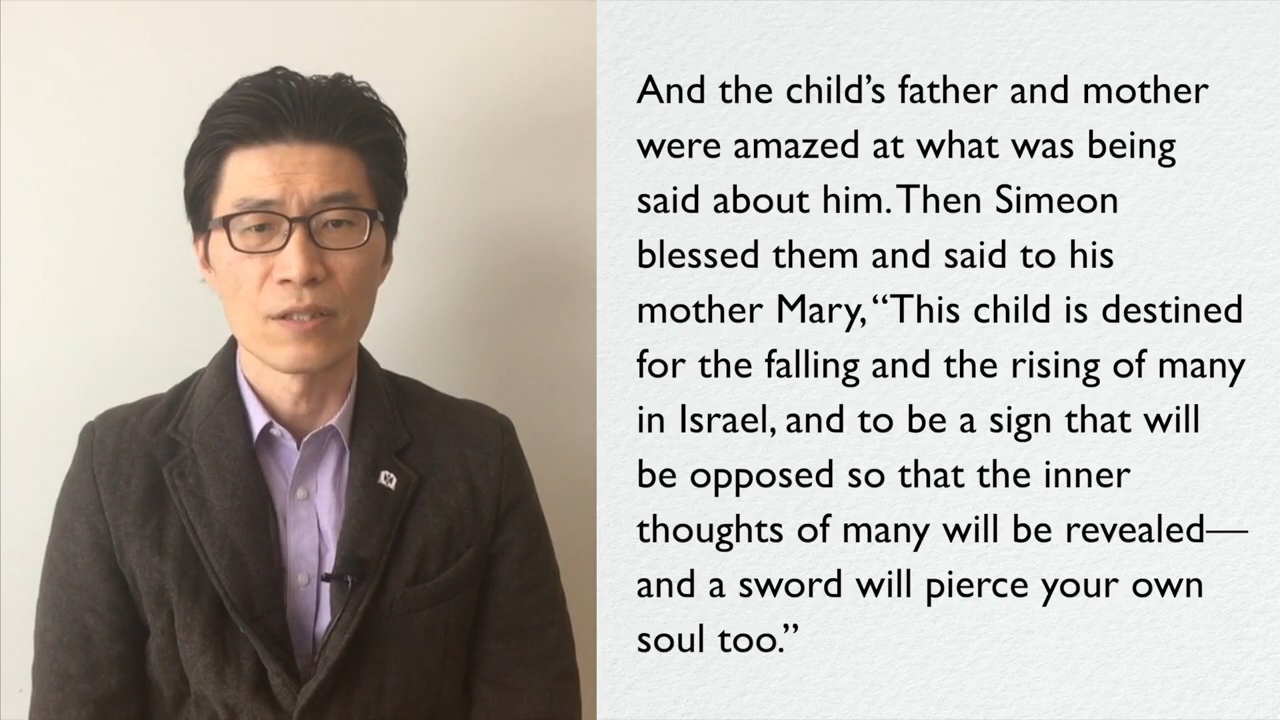 And the child’s father and mother
were amazed at what was being
said about him. Then Simeon
blessed them and said to his
mother Mary, “This child is destined
for the falling and the rising of many
in Israel, and to be a sign that will
be opposed so that the inner
thoughts of many will be revealed—
and a sword will pierce your own
soul too.”